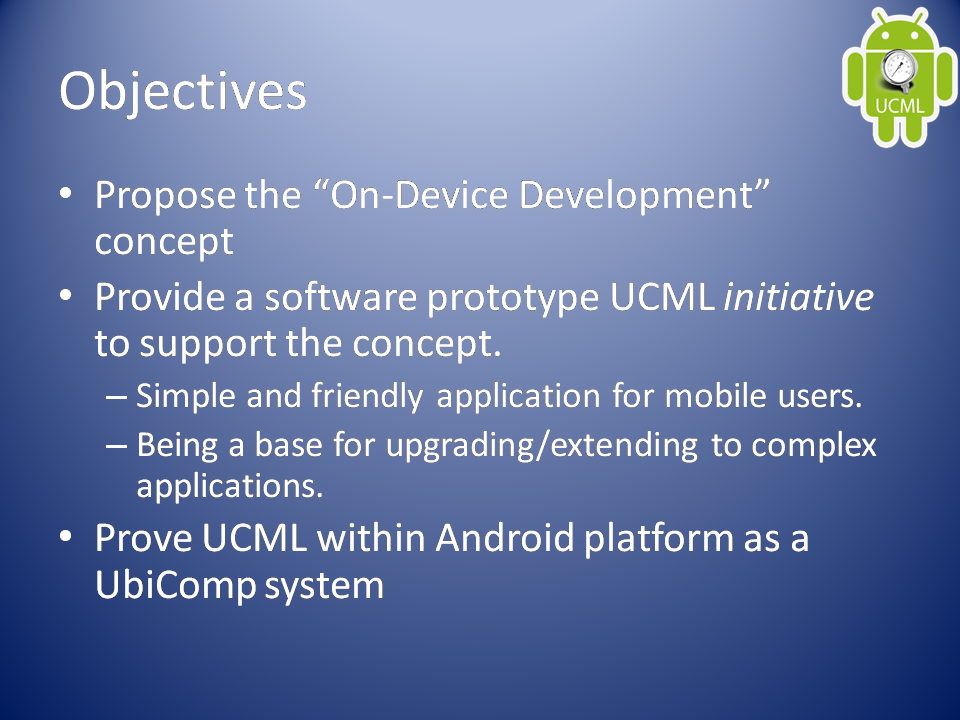 Objectives
UCML
• Propose the “On-Device Development”
concept
• Provide a software prototype UCML initiative
to support the concept.
– Simple and friendly application for mobile users.
– Being a base for upgrading/extending to complex
applications.
• Prove UCML within Android platform as a
UbiComp system